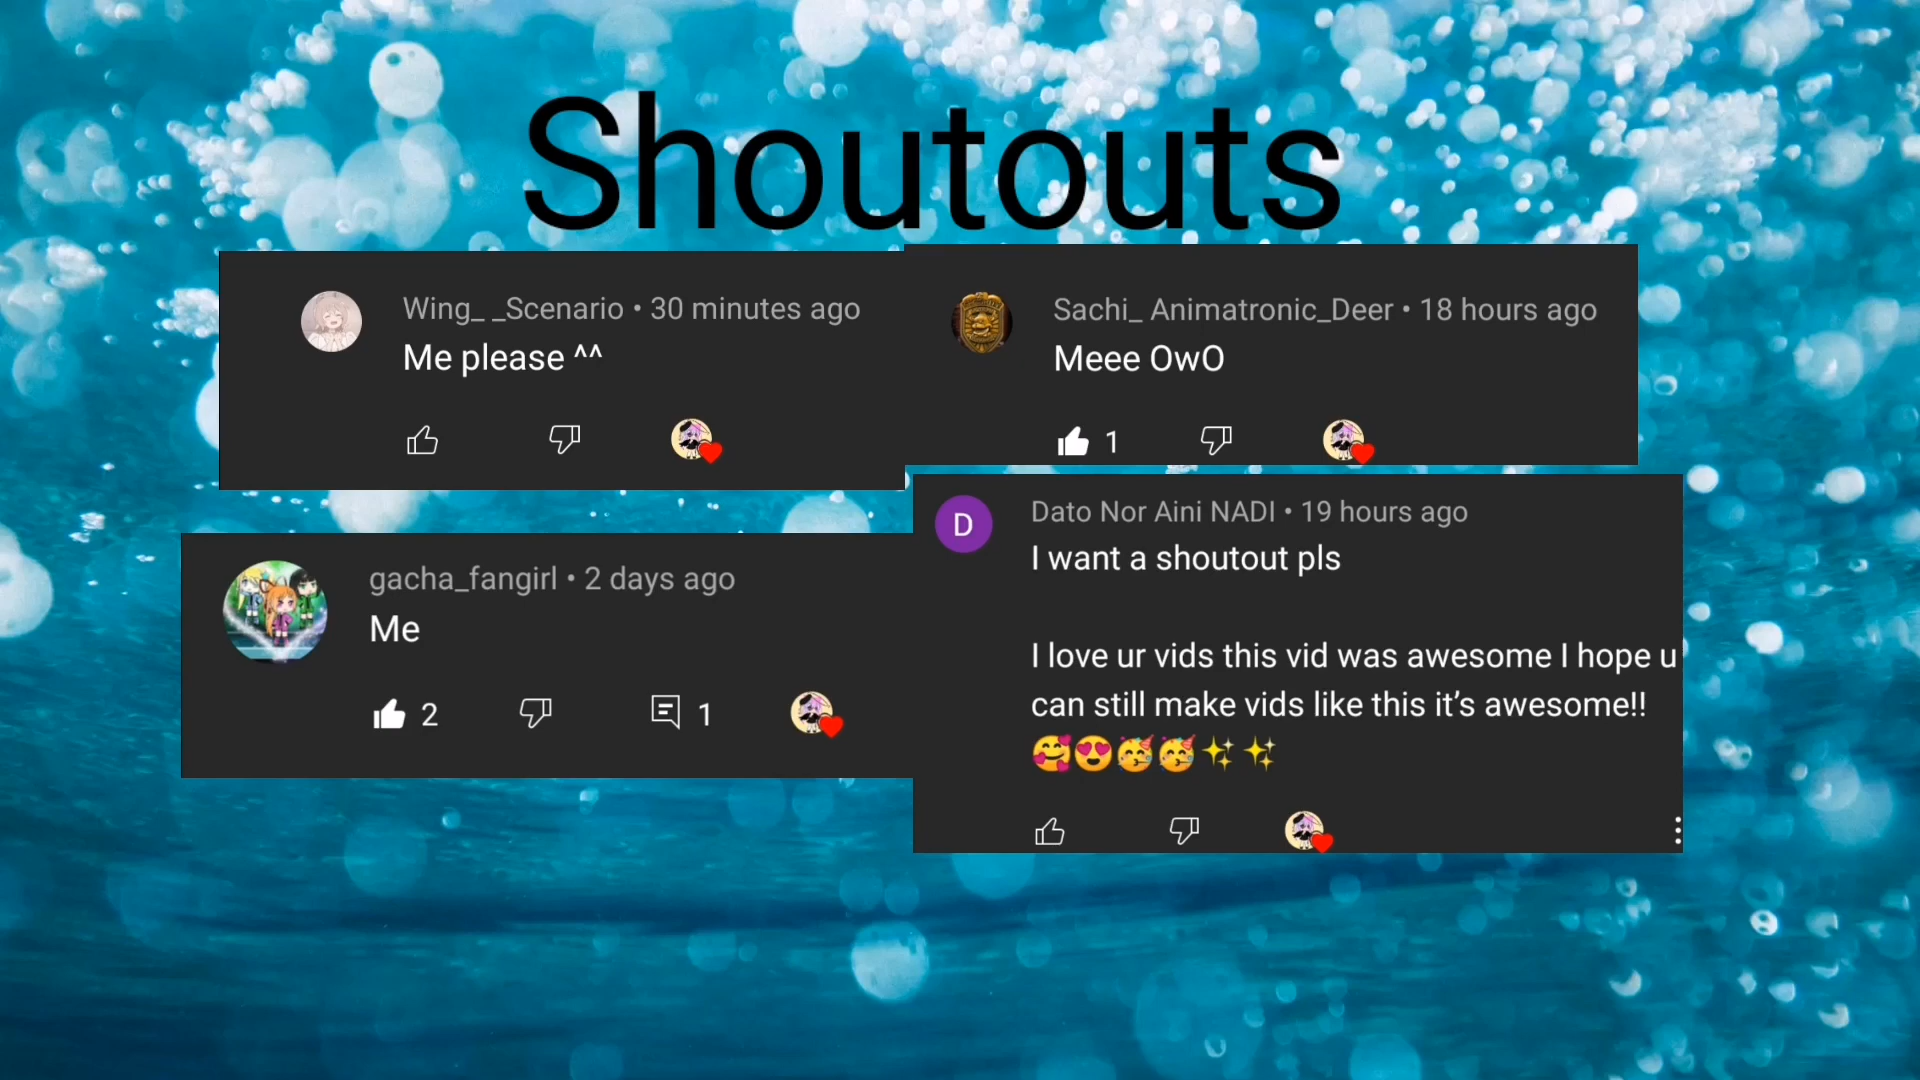 Shoutouts
Wing_ _Scenario • 30 minutes ago
Me please ^^
Sachi_ Animatronic_Deer • 18 hours ago
Meee OwO
1
gacha_fangirl • 2 days ago
Me
2
1
D
Dato Nor Aini NADI • 19 hours ago
I want a shoutout pls
I love ur vids this vid was awesome I hope u
can still make vids like this it’s awesome!!
🥰😍🥳🥳✨✨